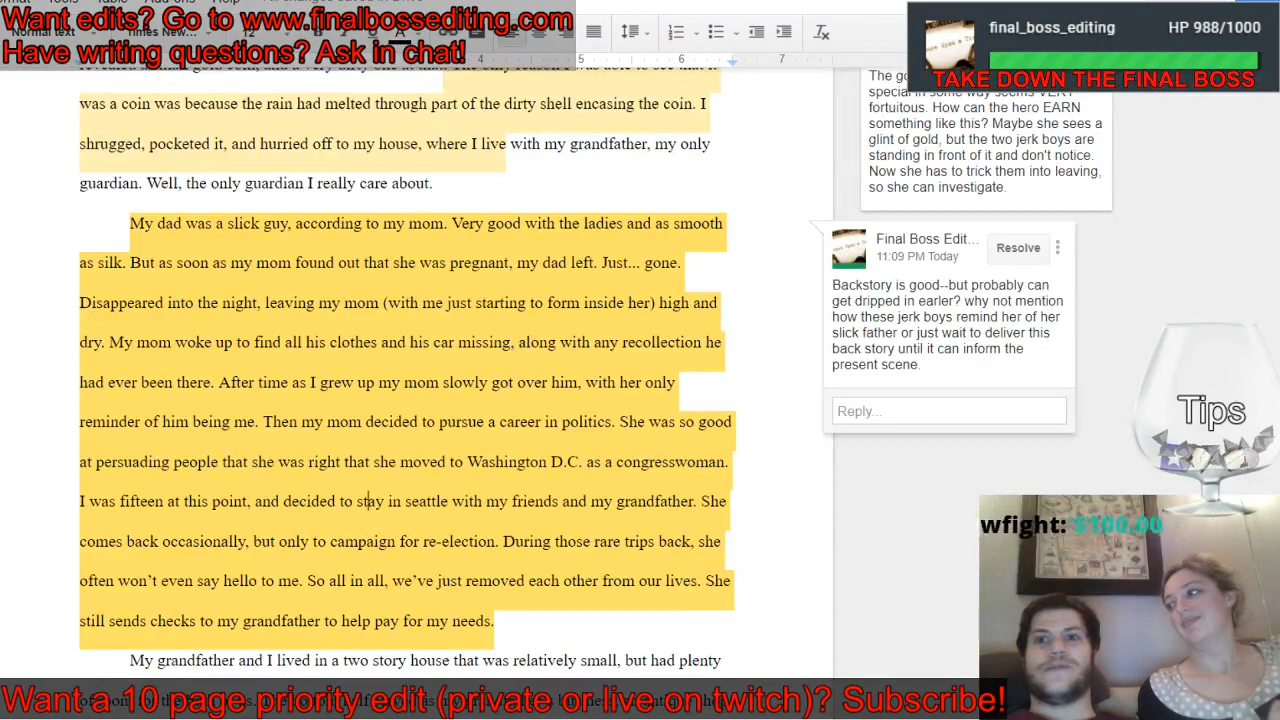 Want edits? Go to www.finalbossediting.com
Have writing questions? Ask in chat!
final_boss_editing HP 988/1000
TAKE DOWN THE FINAL BOSS
was a coin was because the rain had melted through part of the dirty shell encasing the coin. I
shrugged, pocketed it, and hurried off to my house, where I live with my grandfather, my only
guardian. Well, the only guardian I really care about.
My dad was a slick guy, according to my mom. Very good with the ladies and as smooth
as silk. But as soon as my mom found out that she was pregnant, my dad left. Just... gone.
Disappeared into the night, leaving my mom (with me just starting to form inside her) high and
dry. My mom woke up to find all his clothes and his car missing, along with any recollection he
had ever been there. After time as I grew up my mom slowly got over him, with her only
reminder of him being me. Then my mom decided to pursue a career in politics. She was so good
at persuading people that she was right that she moved to Washington D.C. as a congresswoman.
I was fifteen at this point, and decided to stay in seattle with my friends and my grandfather. She
comes back occasionally, but only to campaign for re-election. During those rare trips back, she
often won't even say hello to me. So all in all, we've just removed each other from our lives. She
still sends checks to my grandfather to help pay for my needs.
My grandfather and I lived in a two story house that was relatively small, but had plenty
special in some way seems VERY
fortuitous. How can the hero EARN
something like this? Maybe she sees a
glint of gold, but the two jerk boys are
standing in front of it and don't notice.
Now she has to trick them into leaving,
so she can investigate.
Final Boss Edit...
11:09 PM Today
Resolve
Backstory is good--but probably can
get dripped in earler? why not mention
how these jerk boys remind her of her
slick father or just wait to deliver this
back story until it can inform the
present scene.
Reply...
Tips
wfight: $100.00
Want a 10 page priority edit (private or live on twitch)? Subscribe!